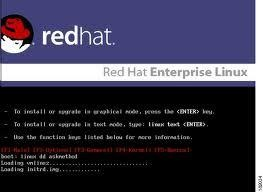 redhat.
Red Hat Enterprise Linux
- To install or upgrade in graphical mode, press the <ENTER> key.
- To install or upgrade in text mode, type: linux text <ENTER>.
- Use the function keys listed below for more information.
[F1-Main] [F2-Options] [F3-General] [F4-Kernel] [F5-Rescue]
boot: linux dd askmethod
Loading vmlinuz..............
Loading initrd.img...............